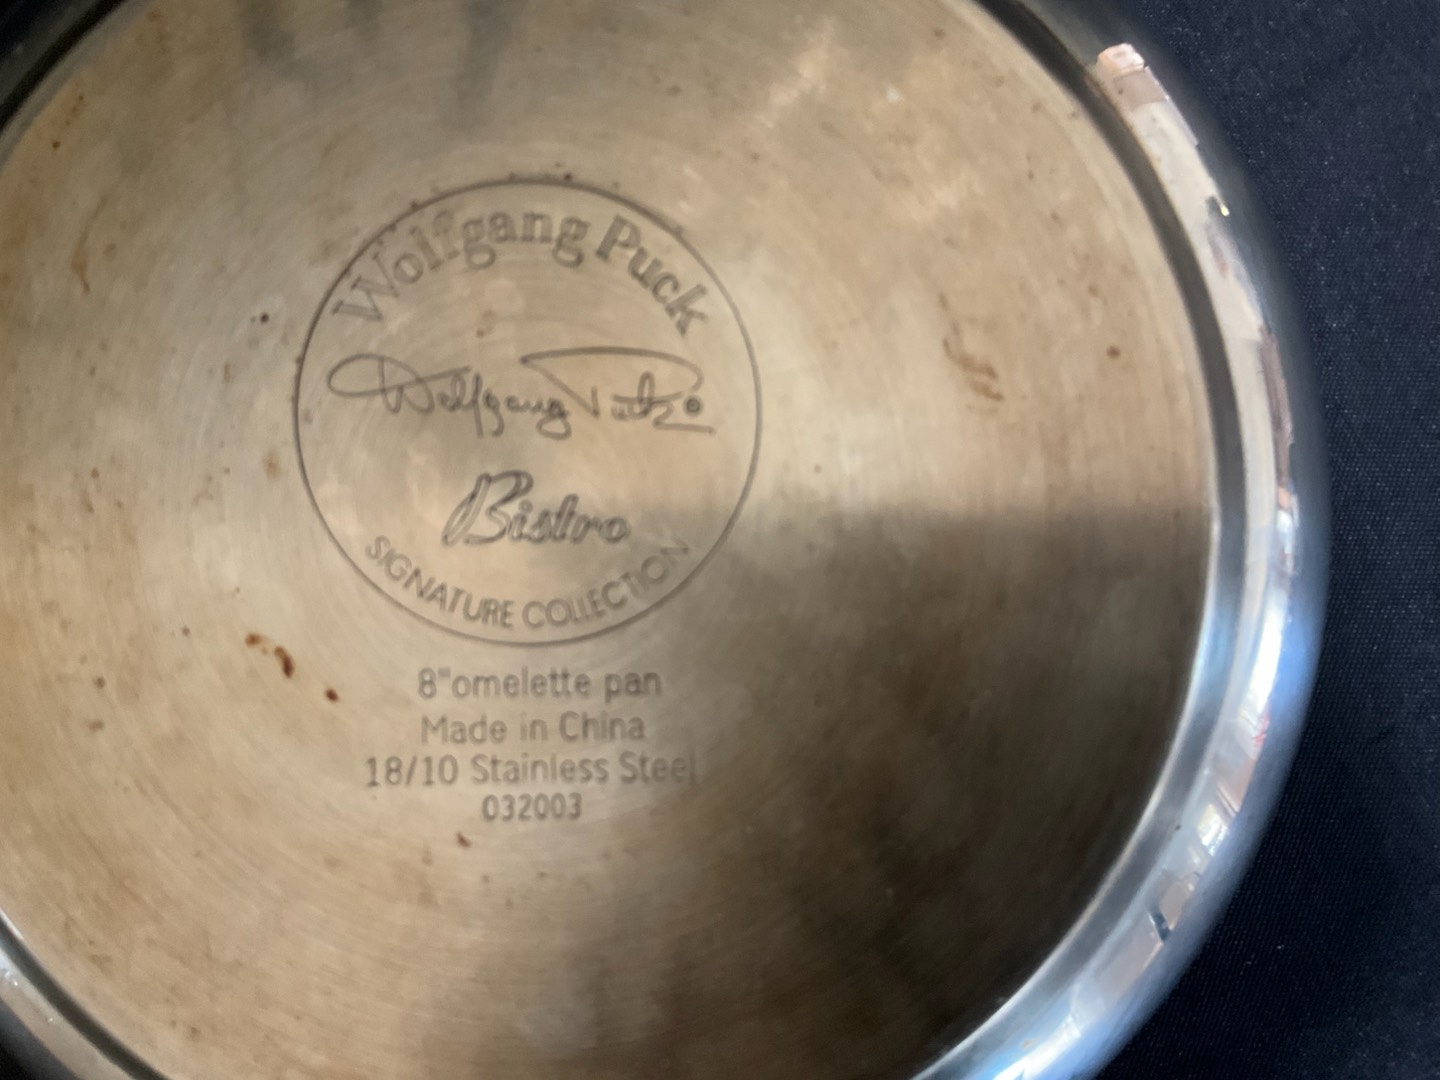 Wolfgang Puck
Wolfgang Puck
Bistro
SIGNATURE COLLECTION
8"omelette pan
Made in China
18/10 Stainless Steel
032003